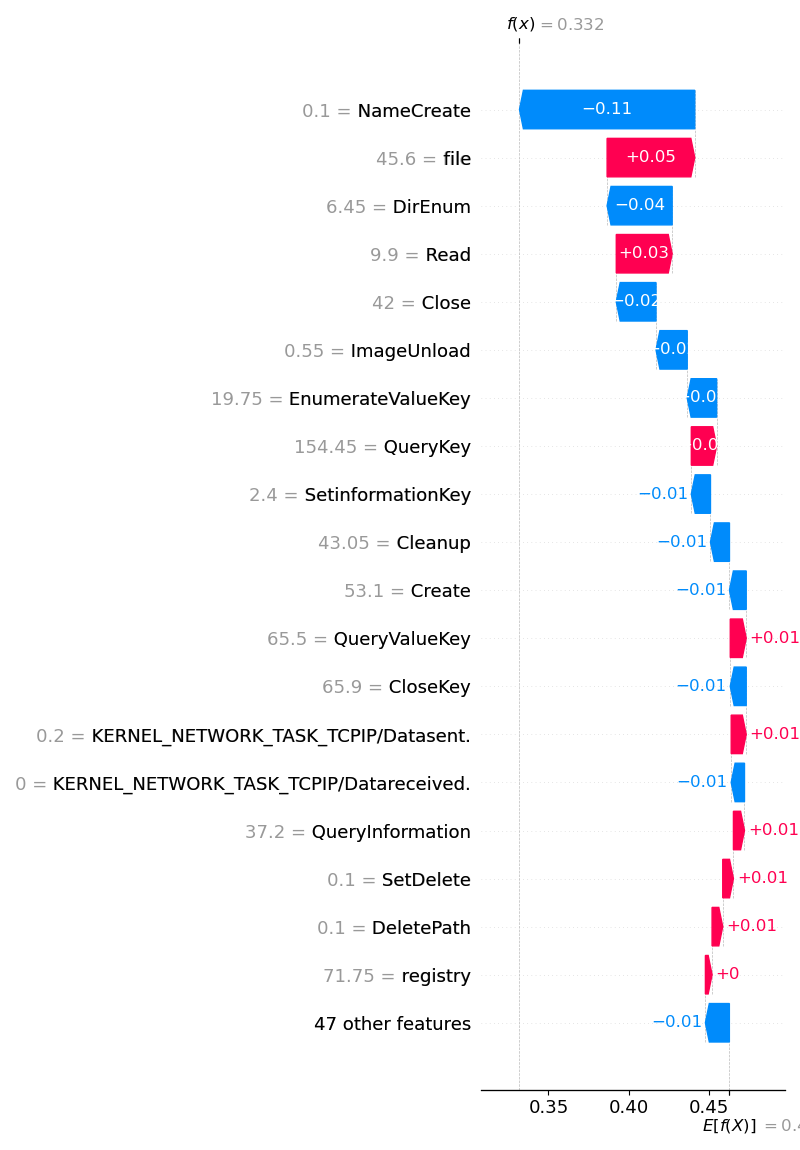 f(x) = 0.332
0.1 = NameCreate −0.11
45.6 = file +0.05
6.45 = DirEnum −0.04
9.9 = Read +0.03
42 = Close −0.02
0.55 = ImageUnload
19.75 = EnumerateValueKey
154.45 = QueryKey
2.4 = SetinformationKey −0.01
43.05 = Cleanup −0.01
53.1 = Create −0.01
65.5 = QueryValueKey +0.01
65.9 = CloseKey −0.01
0.2 = KERNEL_NETWORK_TASK_TCPIP/Datasent. +0.01
0 = KERNEL_NETWORK_TASK_TCPIP/Datareceived. −0.01
37.2 = QueryInformation +0.01
0.1 = SetDelete +0.01
0.1 = DeletePath +0.01
71.75 = registry +0
47 other features −0.01
0.35 0.40 0.45
E[f(X)] =